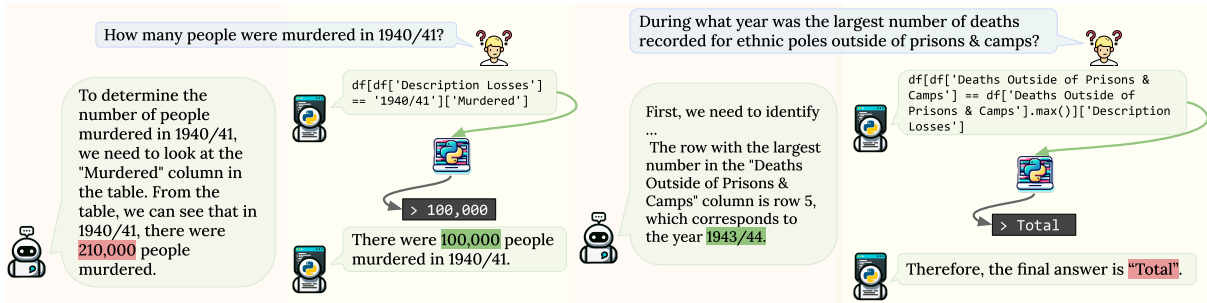 How many people were murdered in 1940/41?
To determine the
number of people
murdered in 1940/41,
we need to look at the
"Murdered" column in
the table. From the
table, we can see that in
1940/41, there were
210,000 people
murdered.
df[df['Description Losses']
== '1940/41']['Murdered']
> 100,000
There were 100,000 people
murdered in 1940/41.
During what year was the largest number of deaths
recorded for ethnic poles outside of prisons & camps?
First, we need to identify
...
The row with the largest
number in the "Deaths
Outside of Prisons &
Camps" column is row 5,
which corresponds to
the year 1943/44.
df[df['Deaths Outside of Prisons &
Camps'] == df['Deaths Outside of
Prisons & Camps'].max()]['Description
Losses']
> Total
Therefore, the final answer is “Total”.